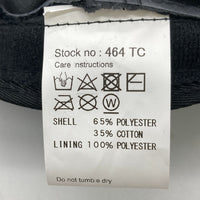 Stock no : 464 TC
Care instructions
W
SHELL 65% POLYESTER
35% COTTON
LINING 100% POLYESTER
Do not tumble dry